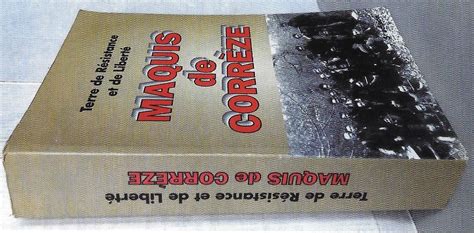 Terre de Résistance
et de Liberté
MAQUIS
de
CORRÈZE
Terre de Résistance et de Liberté
MAQUIS de CORRÈZE